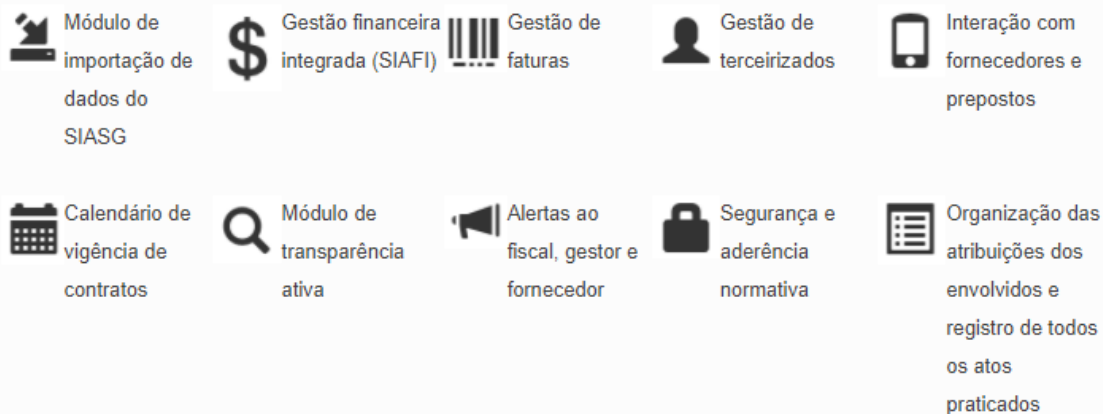 Módulo de
importação de
dados do
SIASG
Gestão financeira
integrada (SIAFI)
Gestão de
faturas
Gestão de
terceirizados
Interação com
fornecedores e
prepostos
Calendário de
vigência de
contratos
Módulo de
transparência
ativa
Alertas ao
fiscal, gestor e
fornecedor
Segurança e
aderência
normativa
Organização das
atribuições dos
envolvidos e
registro de todos
os atos
praticados